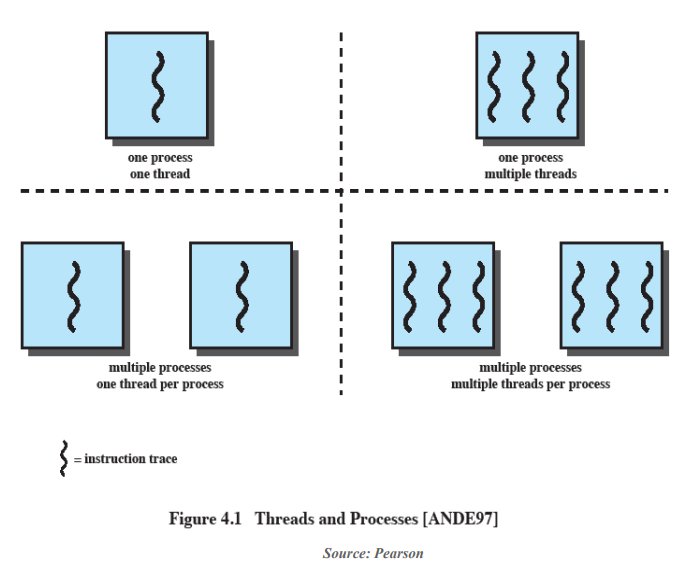 one process
one thread
one process
multiple threads
multiple processes
one thread per process
multiple processes
multiple threads per process
= instruction trace
Figure 4.1 Threads and Processes [ANDE97]
Source: Pearson